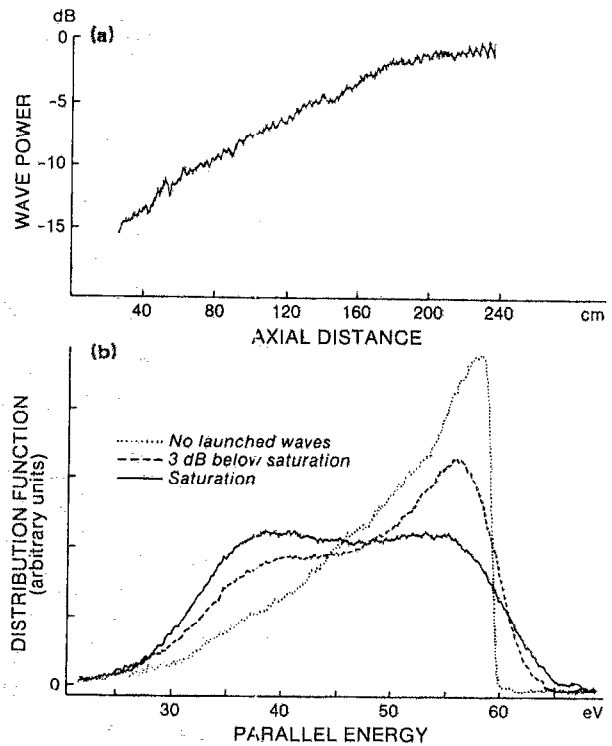 dB
(a)
0
-5
-10
-15
WAVE POWER
40 80 120 160 200 240 cm
AXIAL DISTANCE
(b)
No launched waves
3 dB below saturation
Saturation
DISTRIBUTION FUNCTION
(arbitrary units)
0
30 40 50 60 eV
PARALLEL ENERGY